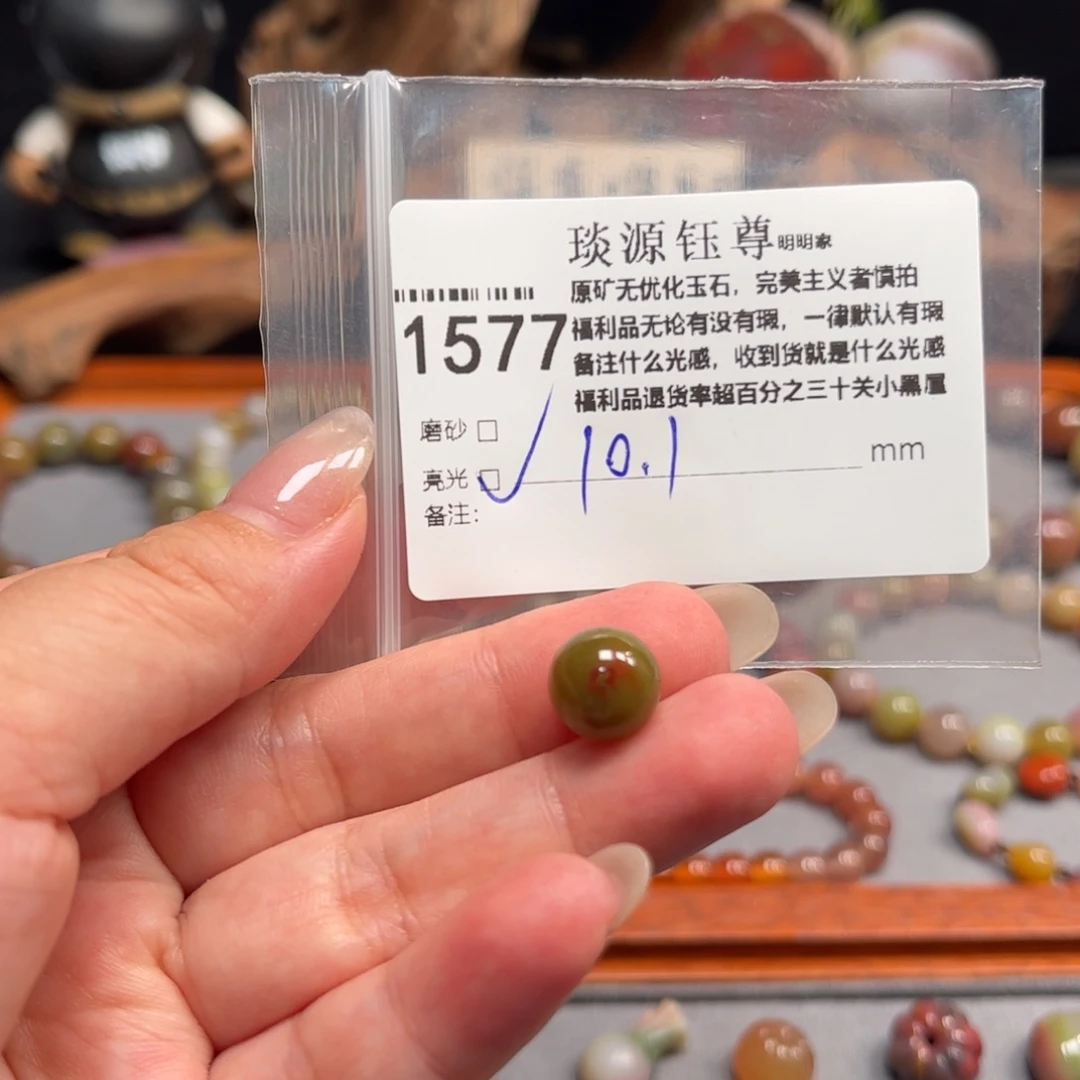 琰源钰尊明明家
原矿无优化玉石，完美主义者慎拍
1577
福利品无论有没有瑕，一律默认有瑕
备注什么光感，收到货就是什么光感
福利品退货率超百分之三十关小黑屋
磨砂 □
亮光 □ ✓ 10.1 mm
备注：